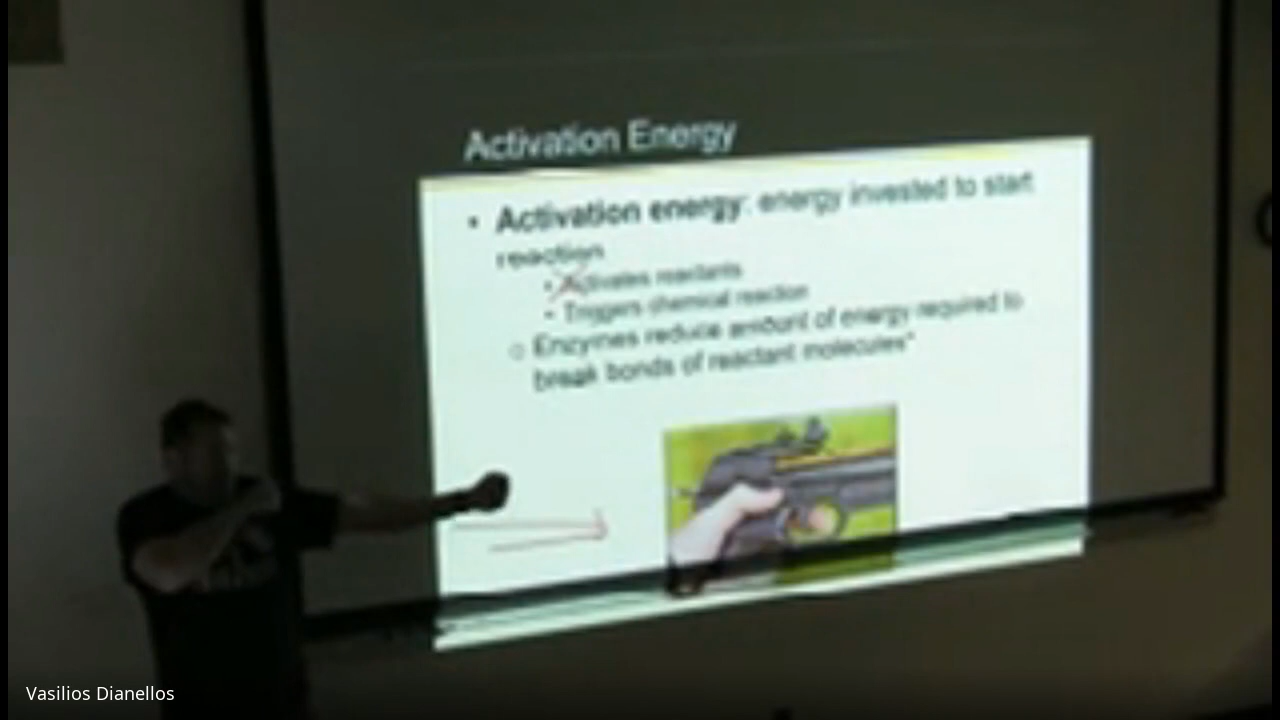 Activation Energy
• Activation energy: energy invested to start
reaction
• Activates reactants
• Triggers chemical reaction
○ Enzymes reduce amount of energy required to
break bonds of reactant molecules"
Vasilios Dianellos